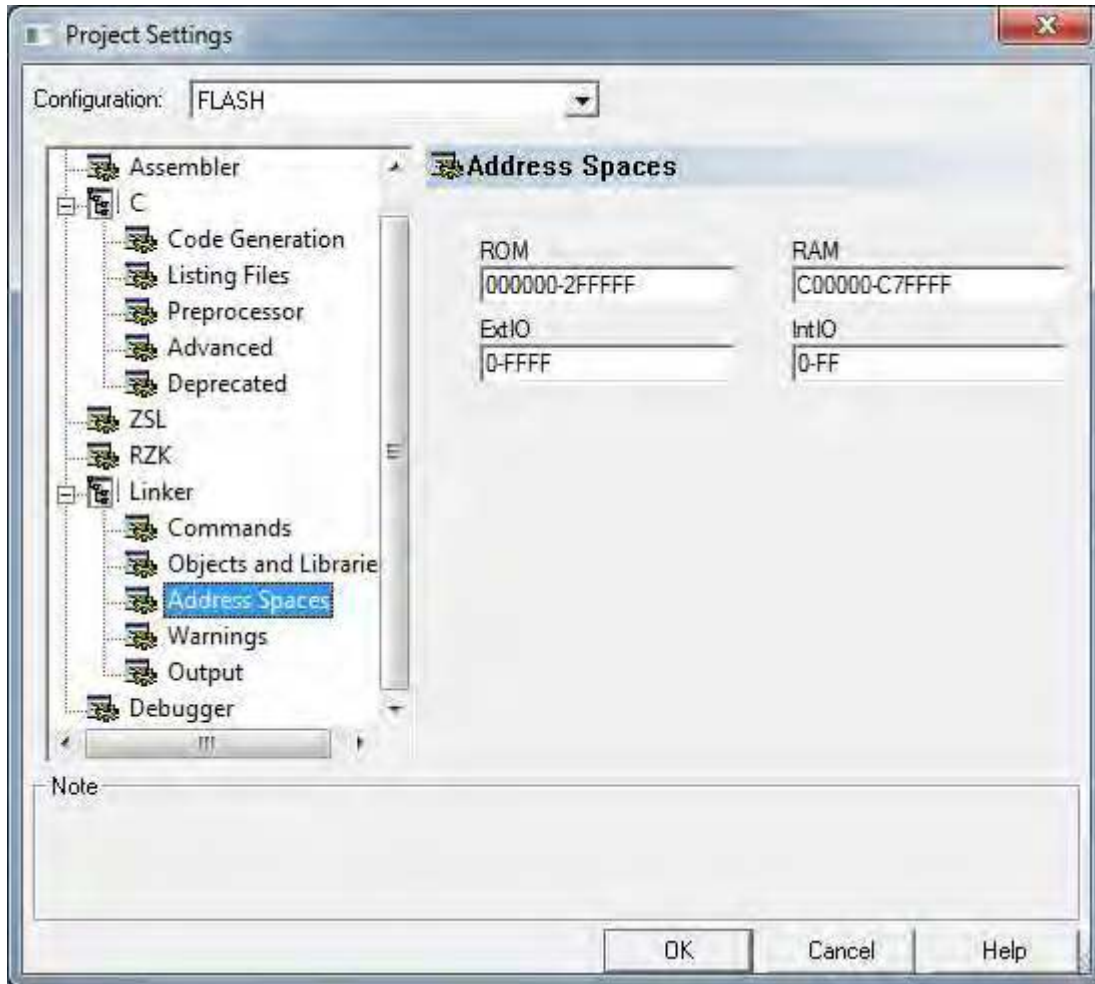 Project Settings
Configuration: FLASH
Assembler
C
Code Generation
Listing Files
Preprocessor
Advanced
Deprecated
ZSL
RZK
Linker
Commands
Objects and Librarie
Address Spaces
Warnings
Output
Debugger
Address Spaces
ROM RAM
000000-2FFFFF C00000-C7FFFF
ExtIO IntIO
0-FFFF 0-FF
Note
OK Cancel Help